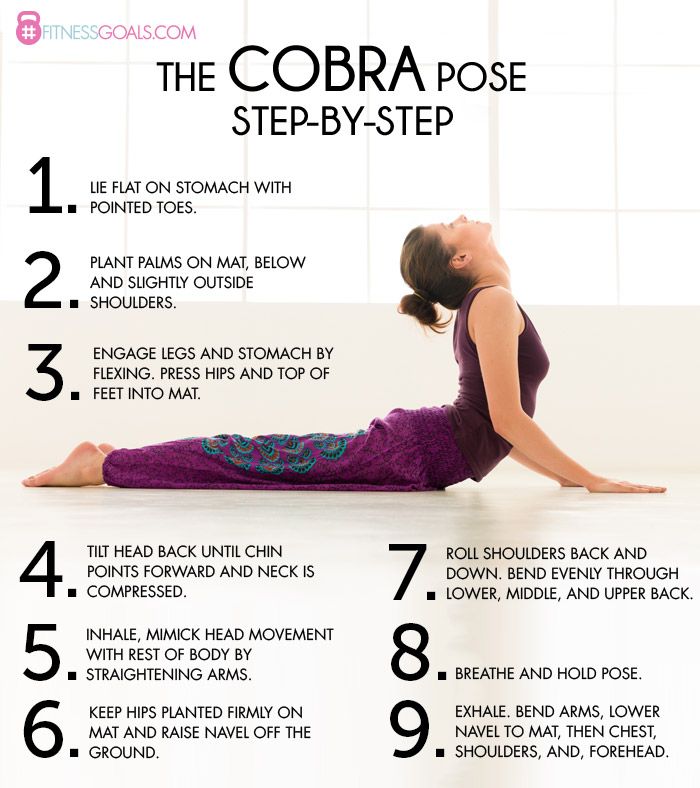 #FITNESSGOALS.COM
THE COBRA POSE
STEP-BY-STEP
1. LIE FLAT ON STOMACH WITH
POINTED TOES.
2. PLANT PALMS ON MAT, BELOW
AND SLIGHTLY OUTSIDE
SHOULDERS.
3. ENGAGE LEGS AND STOMACH BY
FLEXING. PRESS HIPS AND TOP OF
FEET INTO MAT.
4. TILT HEAD BACK UNTIL CHIN
POINTS FORWARD AND NECK IS
COMPRESSED.
5. INHALE, MIMICK HEAD MOVEMENT
WITH REST OF BODY BY
STRAIGHTENING ARMS.
6. KEEP HIPS PLANTED FIRMLY ON
MAT AND RAISE NAVEL OFF THE
GROUND.
7. ROLL SHOULDERS BACK AND
DOWN. BEND EVENLY THROUGH
LOWER, MIDDLE, AND UPPER BACK.
8. BREATHE AND HOLD POSE.
9. EXHALE. BEND ARMS, LOWER
NAVEL TO MAT, THEN CHEST,
SHOULDERS, AND, FOREHEAD.